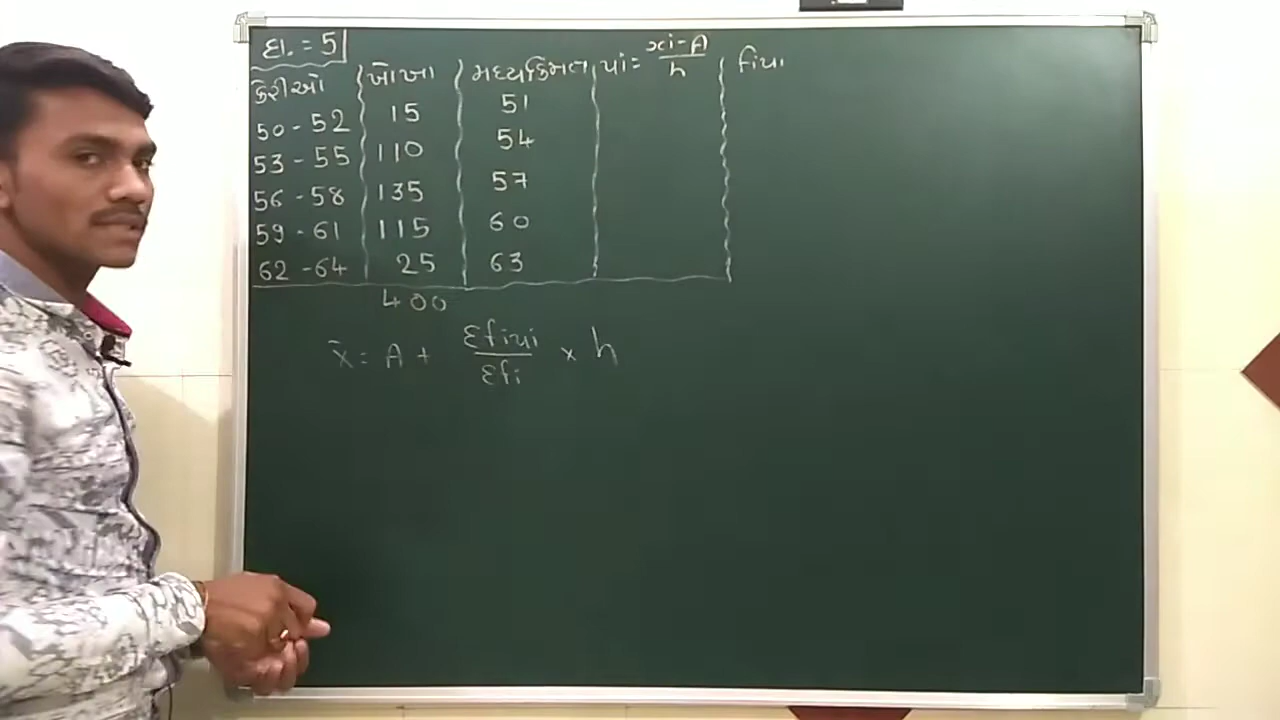 દા. = 5
કેરીઓ ખોખા મધ્યકિંમત ui = xi-A / h fiui
50-52 15 51
53-55 110 54
56-58 135 57
59-61 115 60
62-64 25 63
400
x̄ = A + Σfiui / Σfi × h